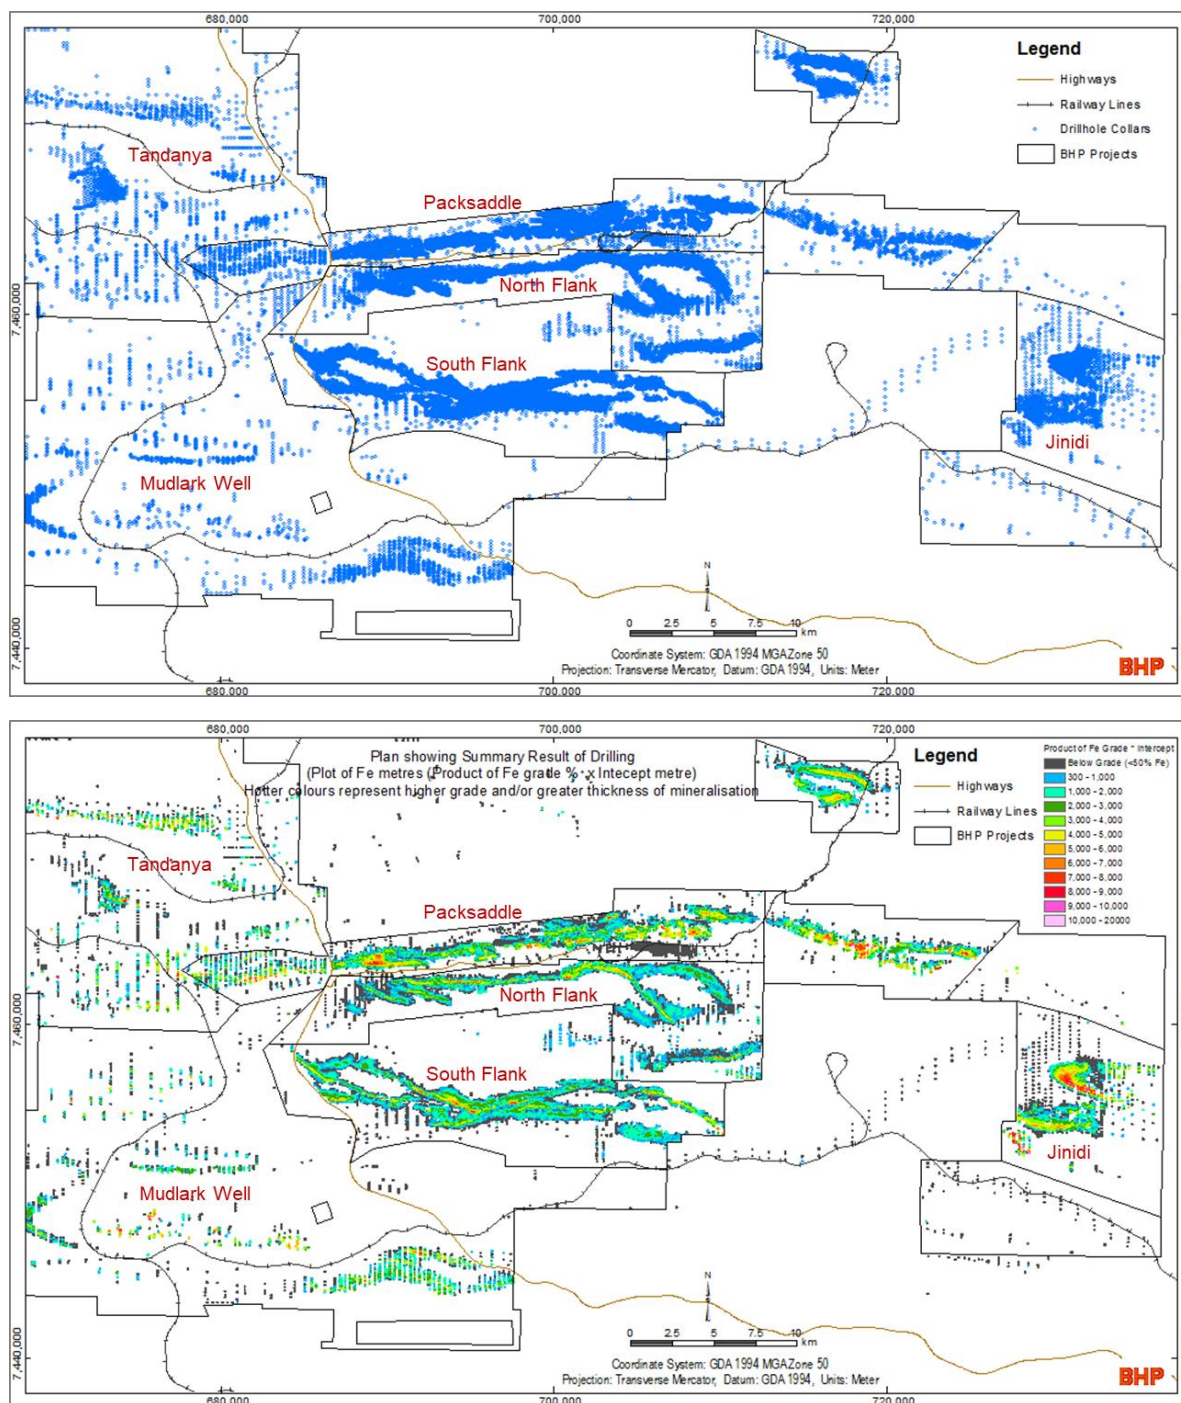 680,000
700,000
720,000
Legend
Highways
Railway Lines
Drillhole Collars
BHP Projects
Tandanya
Packsaddle
North Flank
7,460,000
South Flank
Jinidi
Mudlark Well
N
0 2.5 5 7.5 10
km
7,440,000
Coordinate System: GDA 1994 MGAZone 50
Projection: Transverse Mercator, Datum: GDA 1994, Units: Meter
BHP
680,000
700,000
720,000
680,000
700,000
720,000
Plan showing Summary Result of Drilling
(Plot of Fe metres (Product of Fe grade % x Intecept metre)
Hotter colours represent higher grade and/or greater thickness of mineralisation
Legend
Highways
Railway Lines
BHP Projects
Product of Fe Grade * Intercept
Below Grade (<50% Fe)
300 - 1,000
1,000 - 2,000
2,000 - 3,000
3,000 - 4,000
4,000 - 5,000
5,000 - 6,000
6,000 - 7,000
7,000 - 8,000
8,000 - 9,000
9,000 - 10,000
10,000 - 20000
Tandanya
Packsaddle
North Flank
7,460,000
South Flank
Jinidi
Mudlark Well
N
0 2.5 5 7.5 10
km
7,440,000
Coordinate System: GDA 1994 MGAZone 50
Projection: Transverse Mercator, Datum: GDA 1994, Units: Meter
BHP
680,000
700,000
720,000